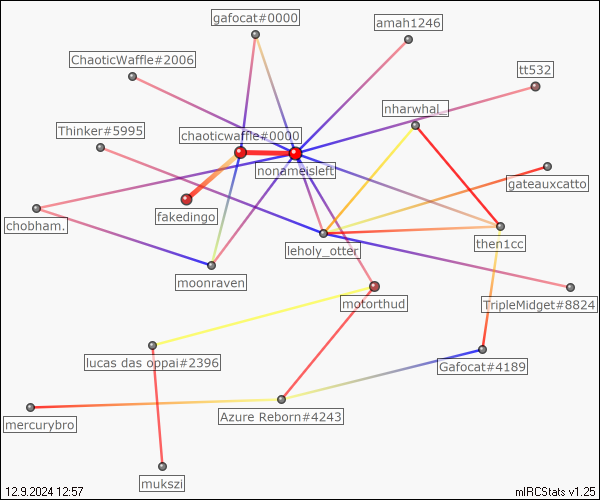 gafocat#0000
amah1246
ChaoticWaffle#2006
tt532
nharwhal_
Thinker#5995
chaoticwaffle#0000
nonameisleft
gateauxcatto
fakedingo
chobham.
then1cc
leholy_otter
moonraven
motorthud
TripleMidget#8824
lucas das oppai#2396
Gafocat#4189
Azure Reborn#4243
mercurybro
mukszi
12.9.2024 12:57
mIRCStats v1.25